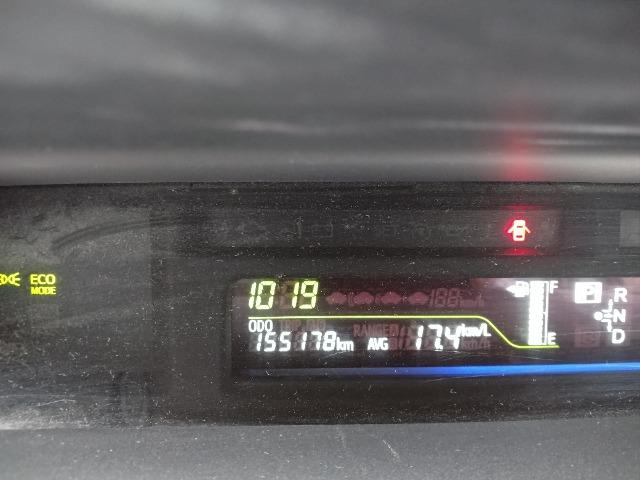 ECO
MODE
10 19
F
P
R
N
D
E
ODO
155178 km
AVG 17.4 km/L